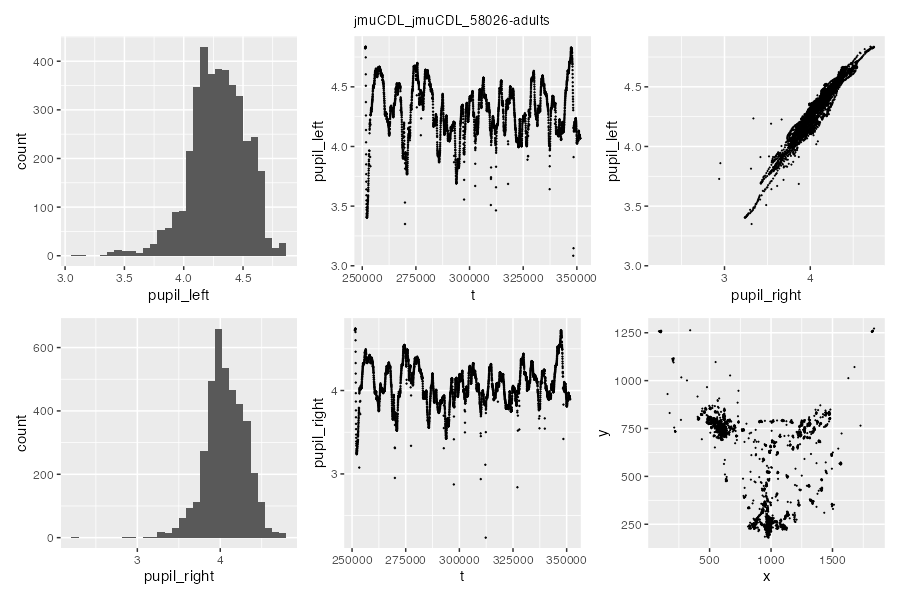 jmuCDL_jmuCDL_58026-adults
400
300
200
100
0
count
3.0 3.5 4.0 4.5
pupil_left
4.5
4.0
3.5
3.0
pupil_left
250000 275000 300000 325000 350000
t
4.5
4.0
3.5
3.0
pupil_left
3 4
pupil_right
600
400
200
0
count
3 4
pupil_right
4
3
pupil_right
250000 275000 300000 325000 350000
t
1250
1000
750
500
250
y
500 1000 1500
x